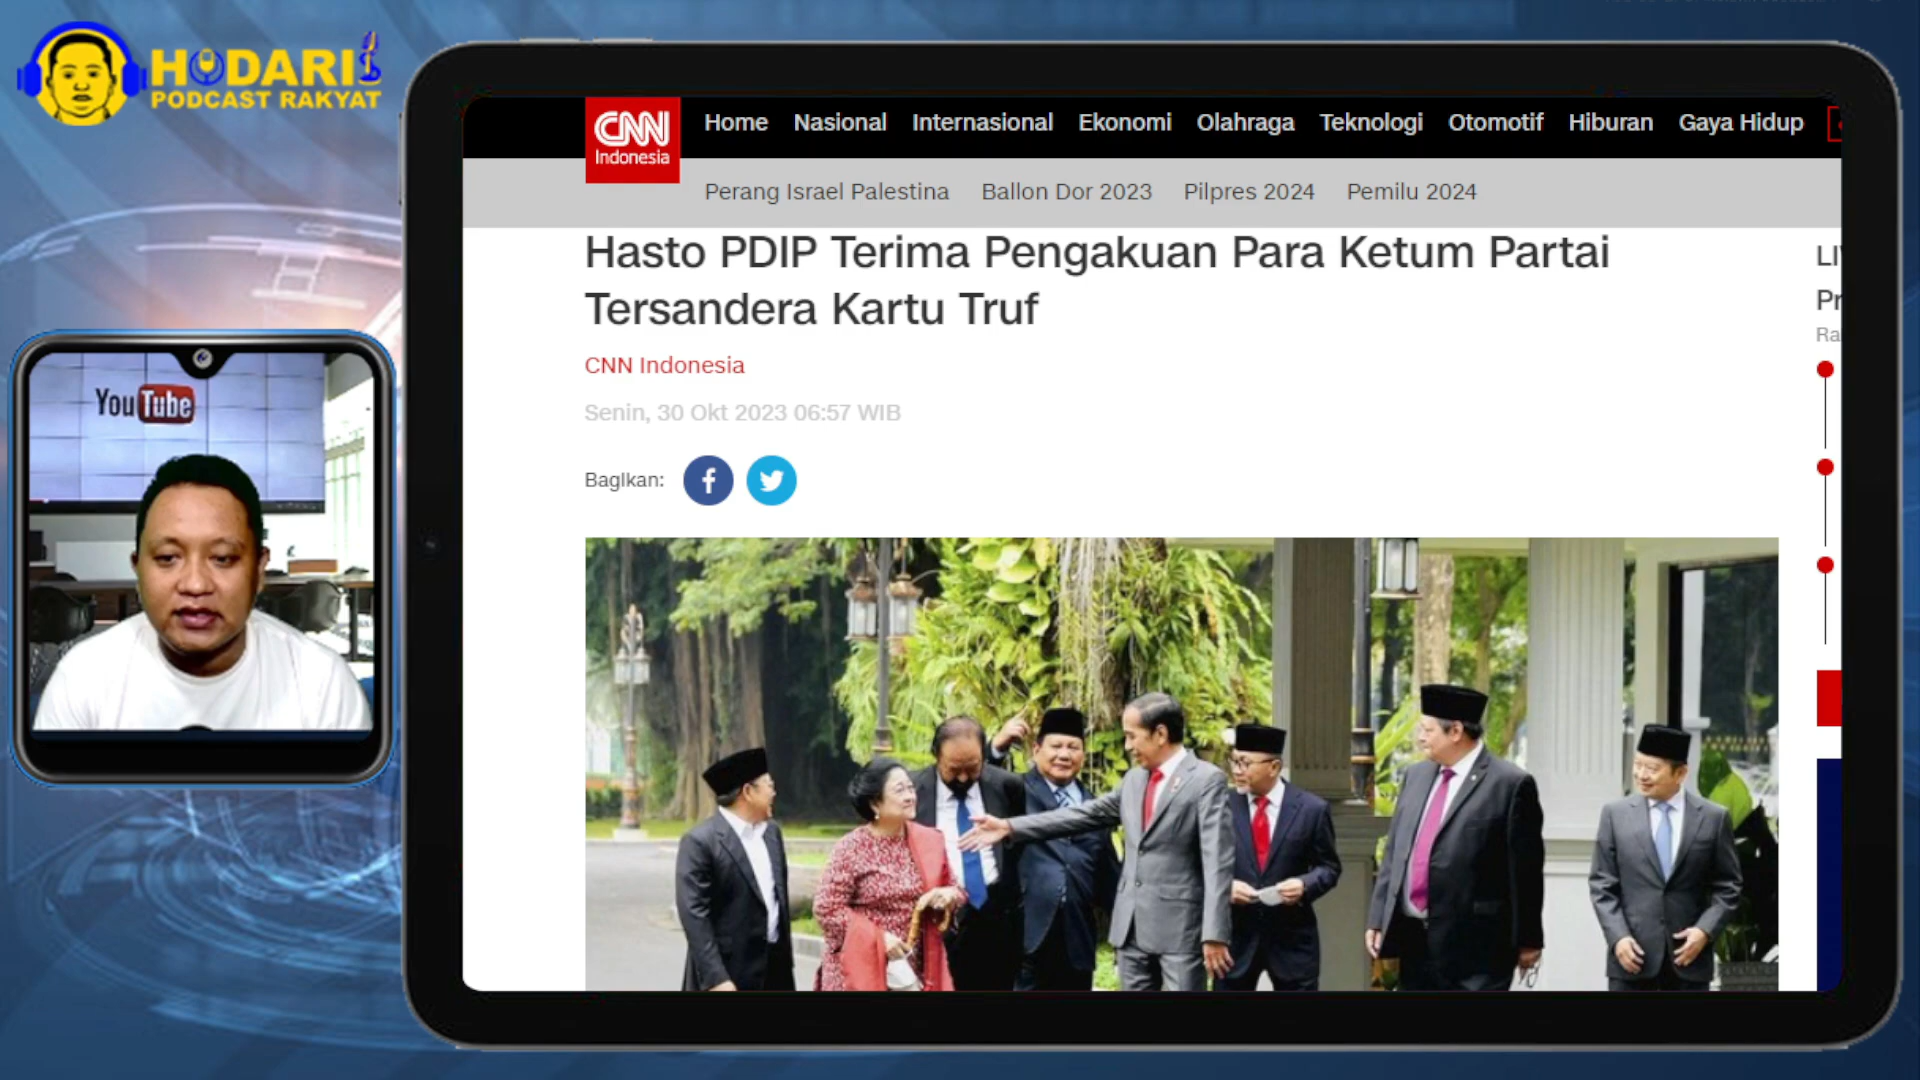 HODARI
PODCAST RAKYAT
YouTube
CNN
Indonesia
Home Nasional Internasional Ekonomi Olahraga Teknologi Otomotif Hiburan Gaya Hidup
Perang Israel Palestina Ballon Dor 2023 Pilpres 2024 Pemilu 2024
Hasto PDIP Terima Pengakuan Para Ketum Partai
Tersandera Kartu Truf
CNN Indonesia
Senin, 30 Okt 2023 06:57 WIB
Bagikan: